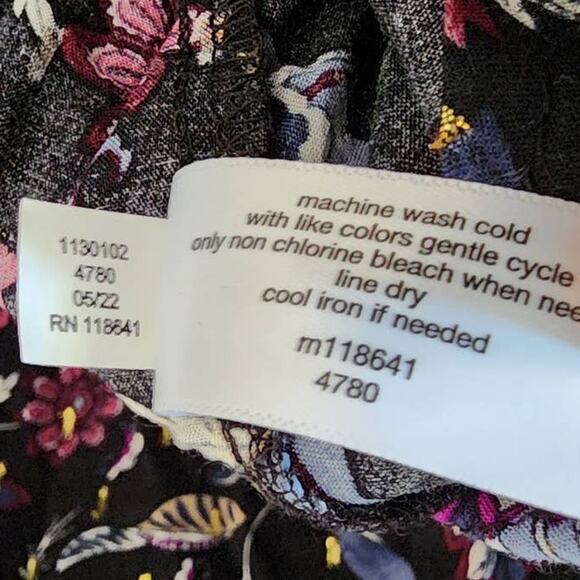 1130102
4780
05/22
RN 118641
machine wash cold
with like colors gentle cycle
only non chlorine bleach when nee
line dry
cool iron if needed
rn118641
4780